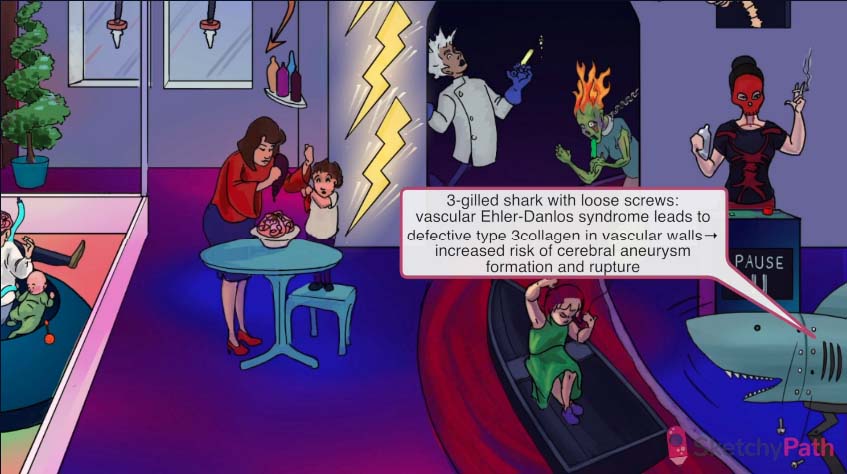 3-gilled shark with loose screws:
vascular Ehler-Danlos syndrome leads to
defective type 3collagen in vascular walls→
increased risk of cerebral aneurysm
formation and rupture
PAUSE
SketchyPath